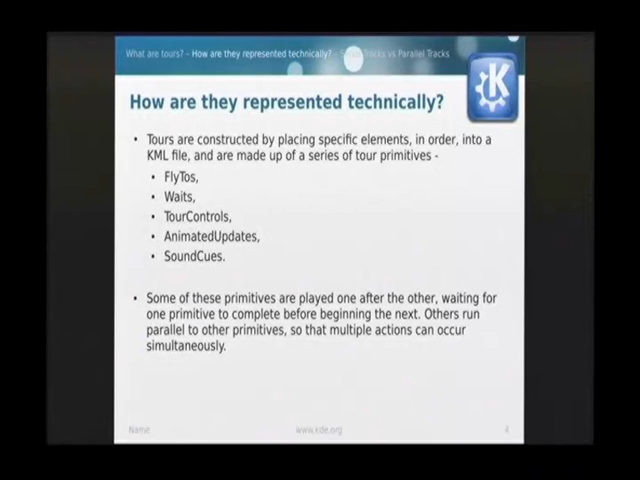 What are tours? – How are they represented technically? – Tracks vs Parallel Tracks
How are they represented technically?
K
• Tours are constructed by placing specific elements, in order, into a
KML file, and are made up of a series of tour primitives -
• FlyTos,
• Waits,
• TourControls,
• AnimatedUpdates,
• SoundCues.
• Some of these primitives are played one after the other, waiting for
one primitive to complete before beginning the next. Others run
parallel to other primitives, so that multiple actions can occur
simultaneously.
Name www.kde.org 4